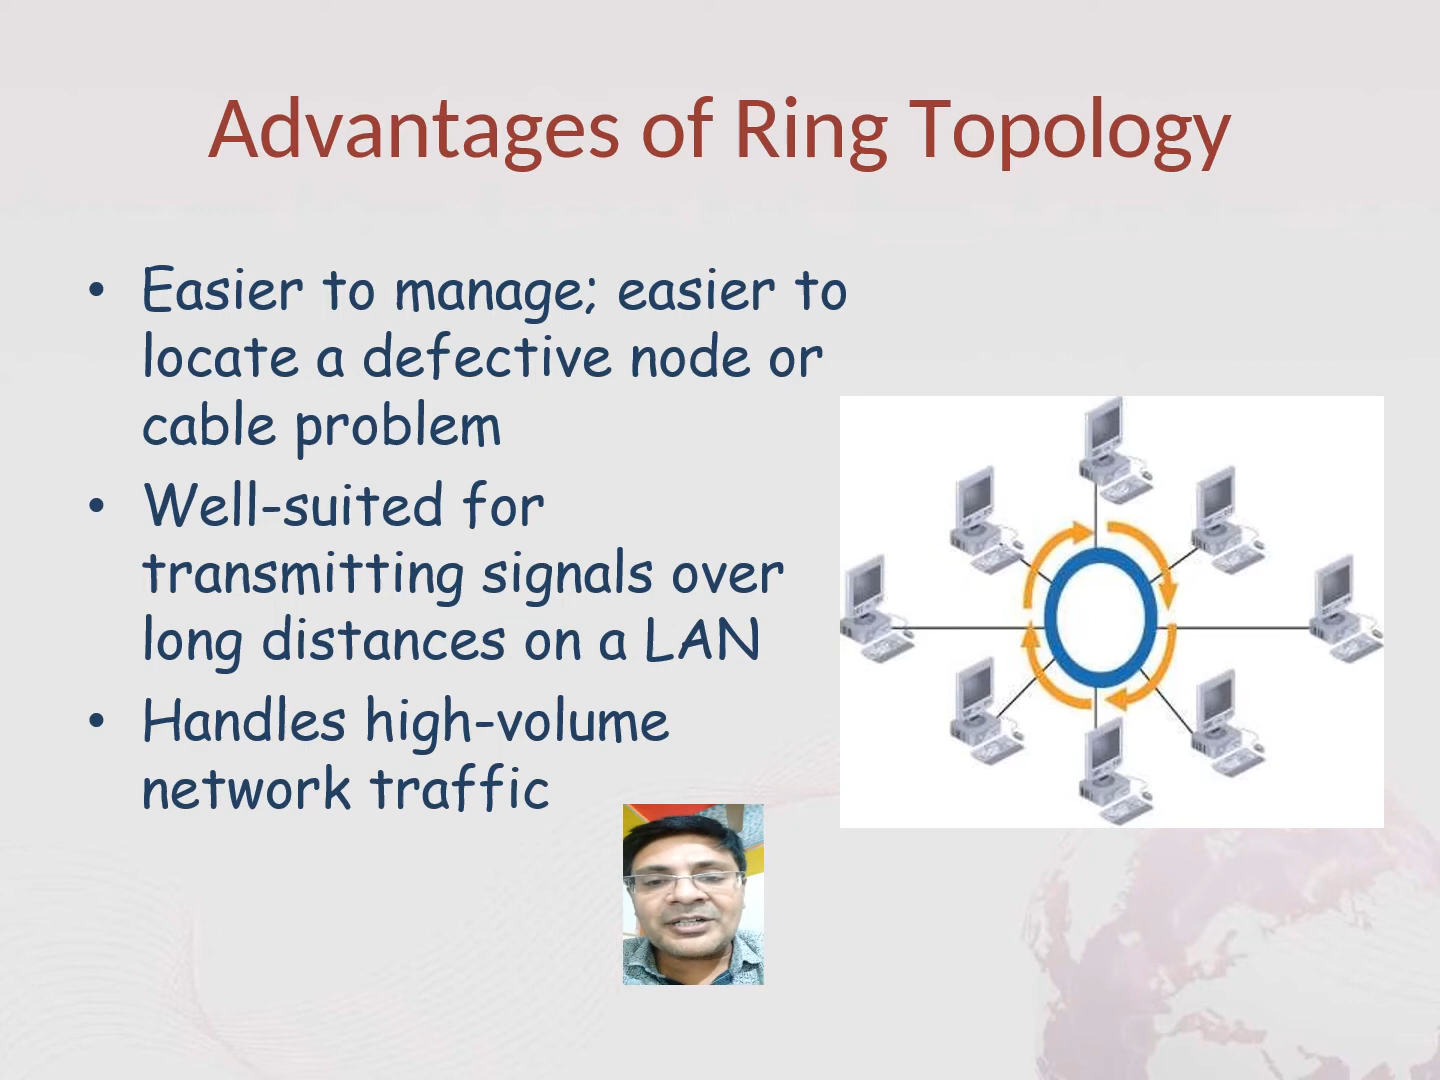 Advantages of Ring Topology
• Easier to manage; easier to
locate a defective node or
cable problem
• Well-suited for
transmitting signals over
long distances on a LAN
• Handles high-volume
network traffic